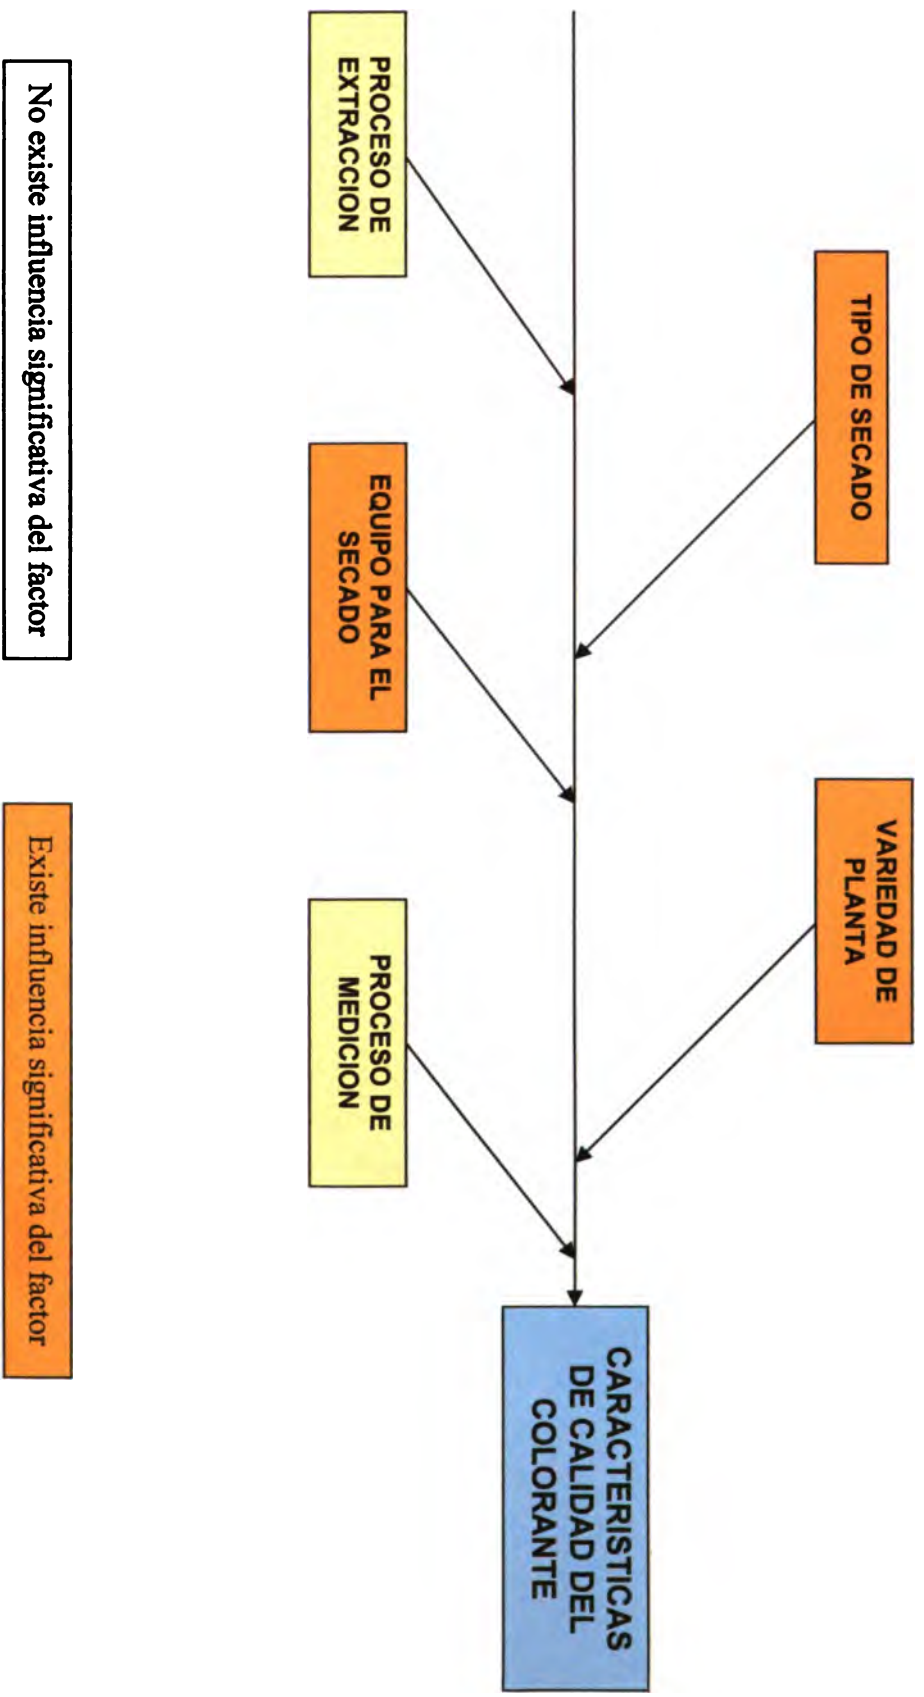 TIPO DE SECADO
VARIEDAD DE
PLANTA
CARACTERISTICAS
DE CALIDAD DEL
COLORANTE
PROCESO DE
EXTRACCION
EQUIPO PARA EL
SECADO
PROCESO DE
MEDICION
No existe influencia significativa del factor
Existe influencia significativa del factor